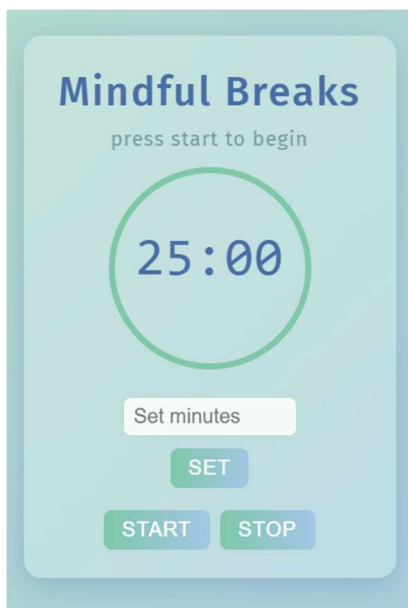 Mindful Breaks
press start to begin
25:00
Set minutes
SET
START STOP